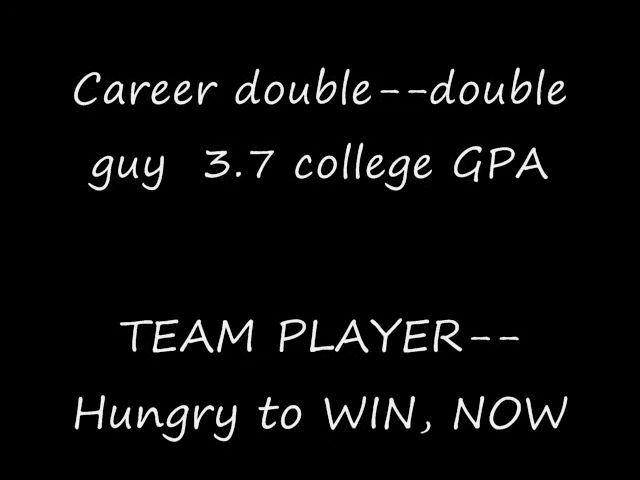 Career double--double
guy 3.7 college GPA
TEAM PLAYER--
Hungry to WIN, NOW